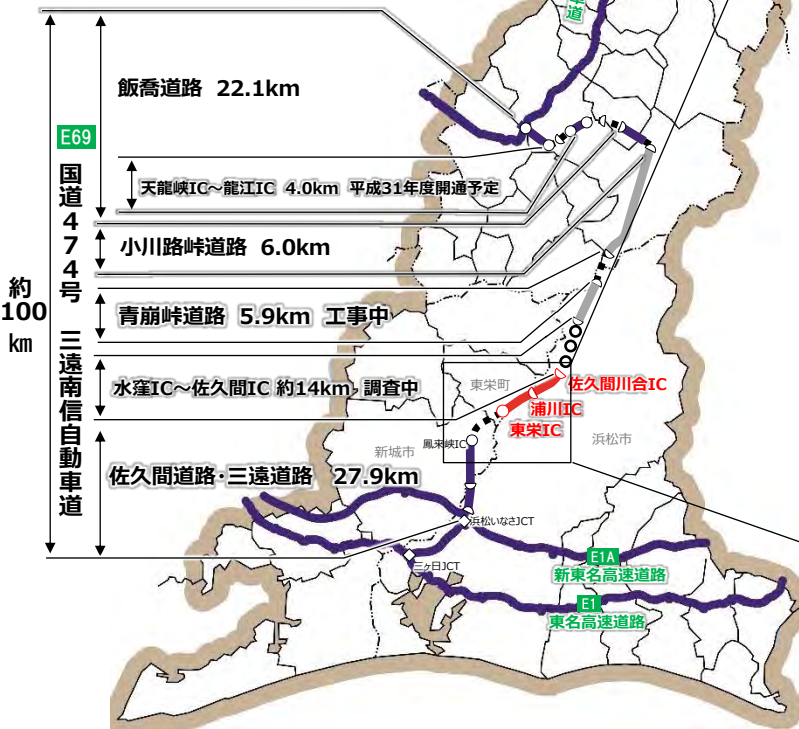 車
道
飯喬道路 22.1km
E69
国道474号 三遠南信自動車道
天龍峡IC～龍江IC 4.0km 平成31年度開通予定
小川路峠道路 6.0km
約
100
km
青崩峠道路 5.9km 工事中
水窪IC～佐久間IC 約14km 調査中
東栄町
佐久間川合IC
浦川IC
東栄IC
鳳来峡IC
新城市
浜松市
佐久間道路･三遠道路 27.9km
浜松いなさJCT
三ヶ日JCT
E1A
新東名高速道路
E1
東名高速道路